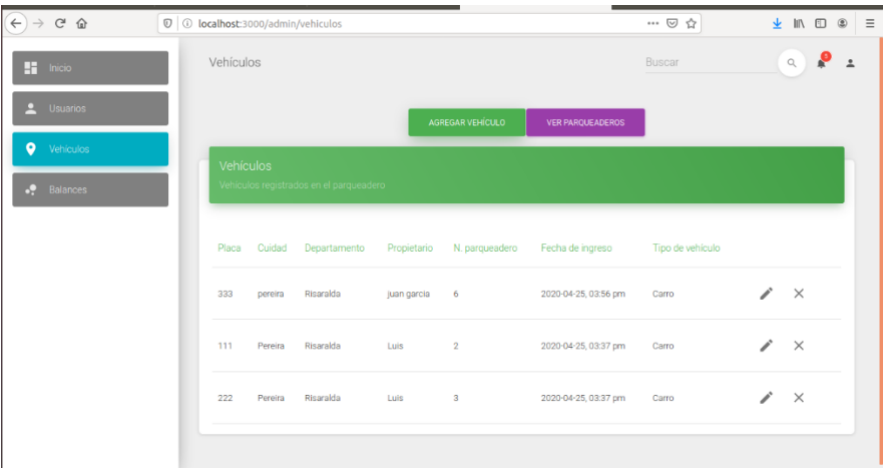 localhost:3000/admin/vehiculos
Inicio
Usuarios
Vehículos
Balances
Vehículos
Buscar
AGREGAR VEHÍCULO
VER PARQUEADEROS
Vehículos
Vehículos registrados en el parqueadero
Placa Cuidad Departamento Propietario N. parqueadero Fecha de ingreso Tipo de vehículo
333 pereira Risaralda juan garcia 6 2020-04-25, 03:56 pm Carro
111 Pereira Risaralda Luis 2 2020-04-25, 03:37 pm Carro
222 Pereira Risaralda Luis 3 2020-04-25, 03:37 pm Carro